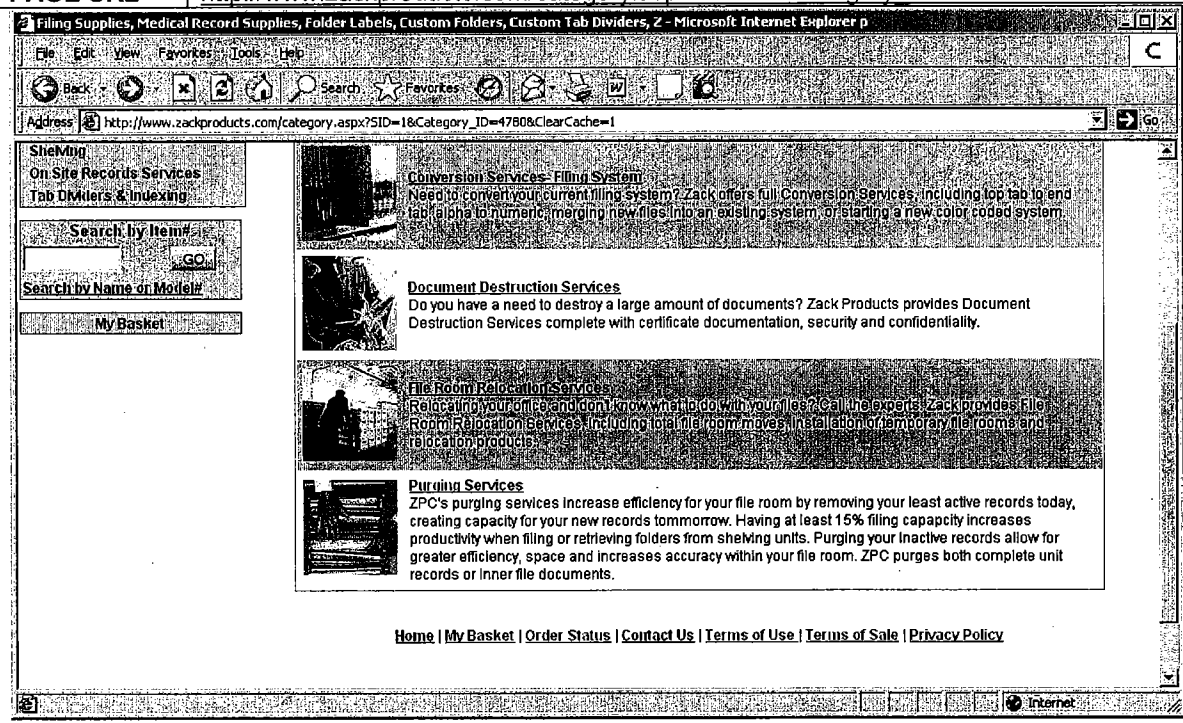 Filing Supplies, Medical Record Supplies, Folder Labels, Custom Folders, Custom Tab Dividers, Z - Microsoft Internet Explorer p
File Edit View Favorites Tools Help
Back Search Favorites
Address http://www.zackproducts.com/category.aspx?SID=1&Category_ID=4780&ClearCache=1 Go
Shelving
On Site Records Services
Tab Dividers & Indexing
Search by Item#
GO
Search by Name or Model#
My Basket
Conversion Services- Filing System
Need to convert your current filing system? Zack offers full Conversion Services, including top tab to end
tab, alpha to numeric, merging new files into an existing system, or starting a new color coded system.
Document Destruction Services
Do you have a need to destroy a large amount of documents? Zack Products provides Document
Destruction Services complete with certificate documentation, security and confidentiality.
File Room Relocation Services
Relocating your office and don't know what to do with your files? Call the experts! Zack provides File
Room Relocation Services, including total file room moves, installation of temporary file rooms and
relocation products.
Purging Services
ZPC's purging services increase efficiency for your file room by removing your least active records today,
creating capacity for your new records tommorrow. Having at least 15% filing capapcity increases
productivity when filing or retrieving folders from shelving units. Purging your inactive records allow for
greater efficiency, space and increases accuracy within your file room. ZPC purges both complete unit
records or inner file documents.
Home | My Basket | Order Status | Contact Us | Terms of Use | Terms of Sale | Privacy Policy
Internet